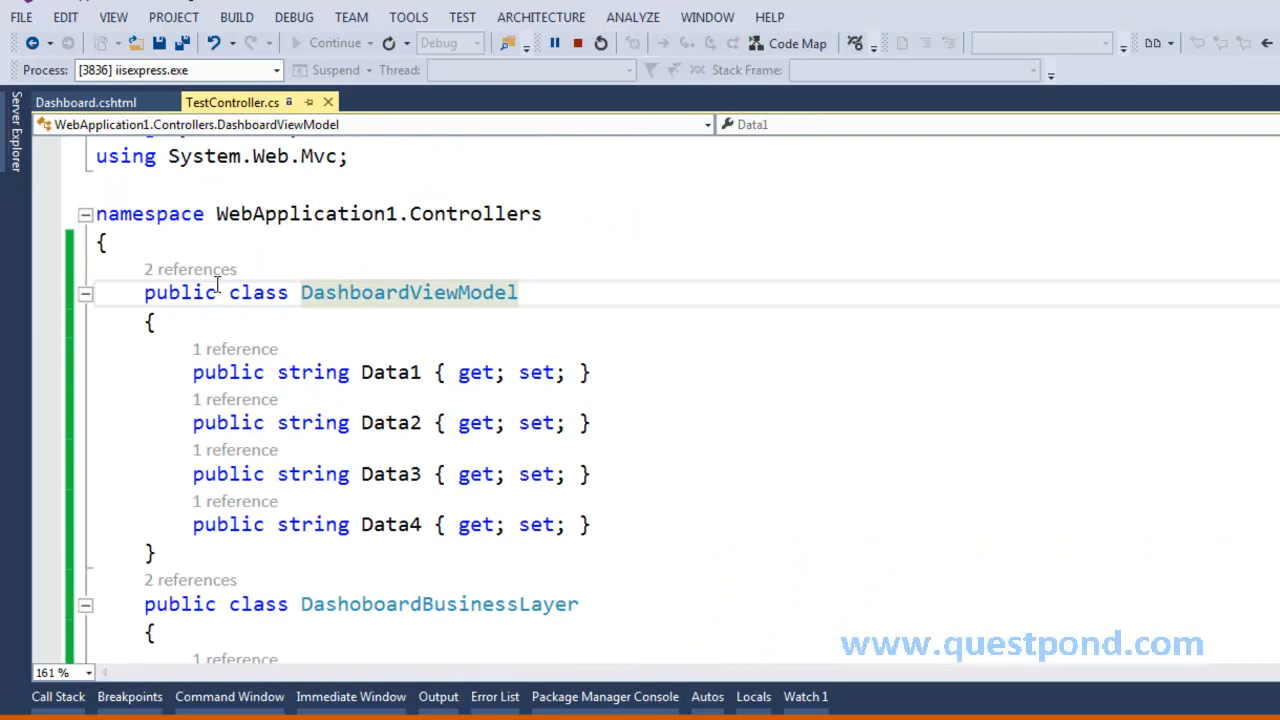 FILE EDIT VIEW PROJECT BUILD DEBUG TEAM TOOLS TEST ARCHITECTURE ANALYZE WINDOW HELP
Continue Debug Code Map
Process: [3836] iisexpress.exe Suspend Thread: Stack Frame:
Server Explorer
Dashboard.cshtml TestController.cs
WebApplication1.Controllers.DashboardViewModel Data1
using System.Web.Mvc;
namespace WebApplication1.Controllers
{
2 references
public class DashboardViewModel
{
1 reference
public string Data1 { get; set; }
1 reference
public string Data2 { get; set; }
1 reference
public string Data3 { get; set; }
1 reference
public string Data4 { get; set; }
}
2 references
public class DashoboardBusinessLayer
{
1 reference
www.questpond.com
161 %
Call Stack Breakpoints Command Window Immediate Window Output Error List Package Manager Console Autos Locals Watch 1